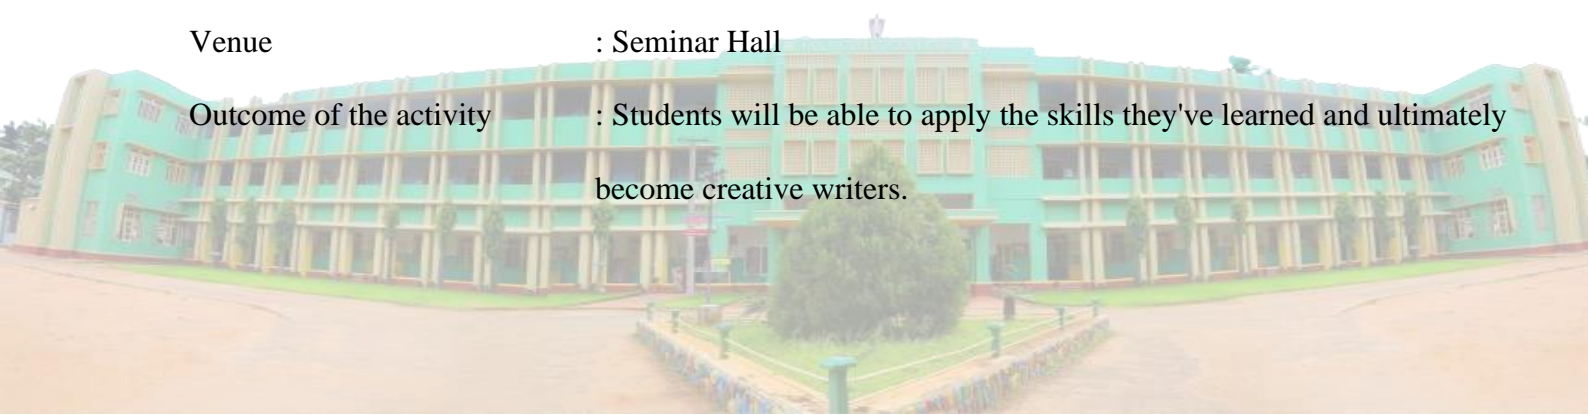 Venue : Seminar Hall
Outcome of the activity : Students will be able to apply the skills they've learned and ultimately
become creative writers.